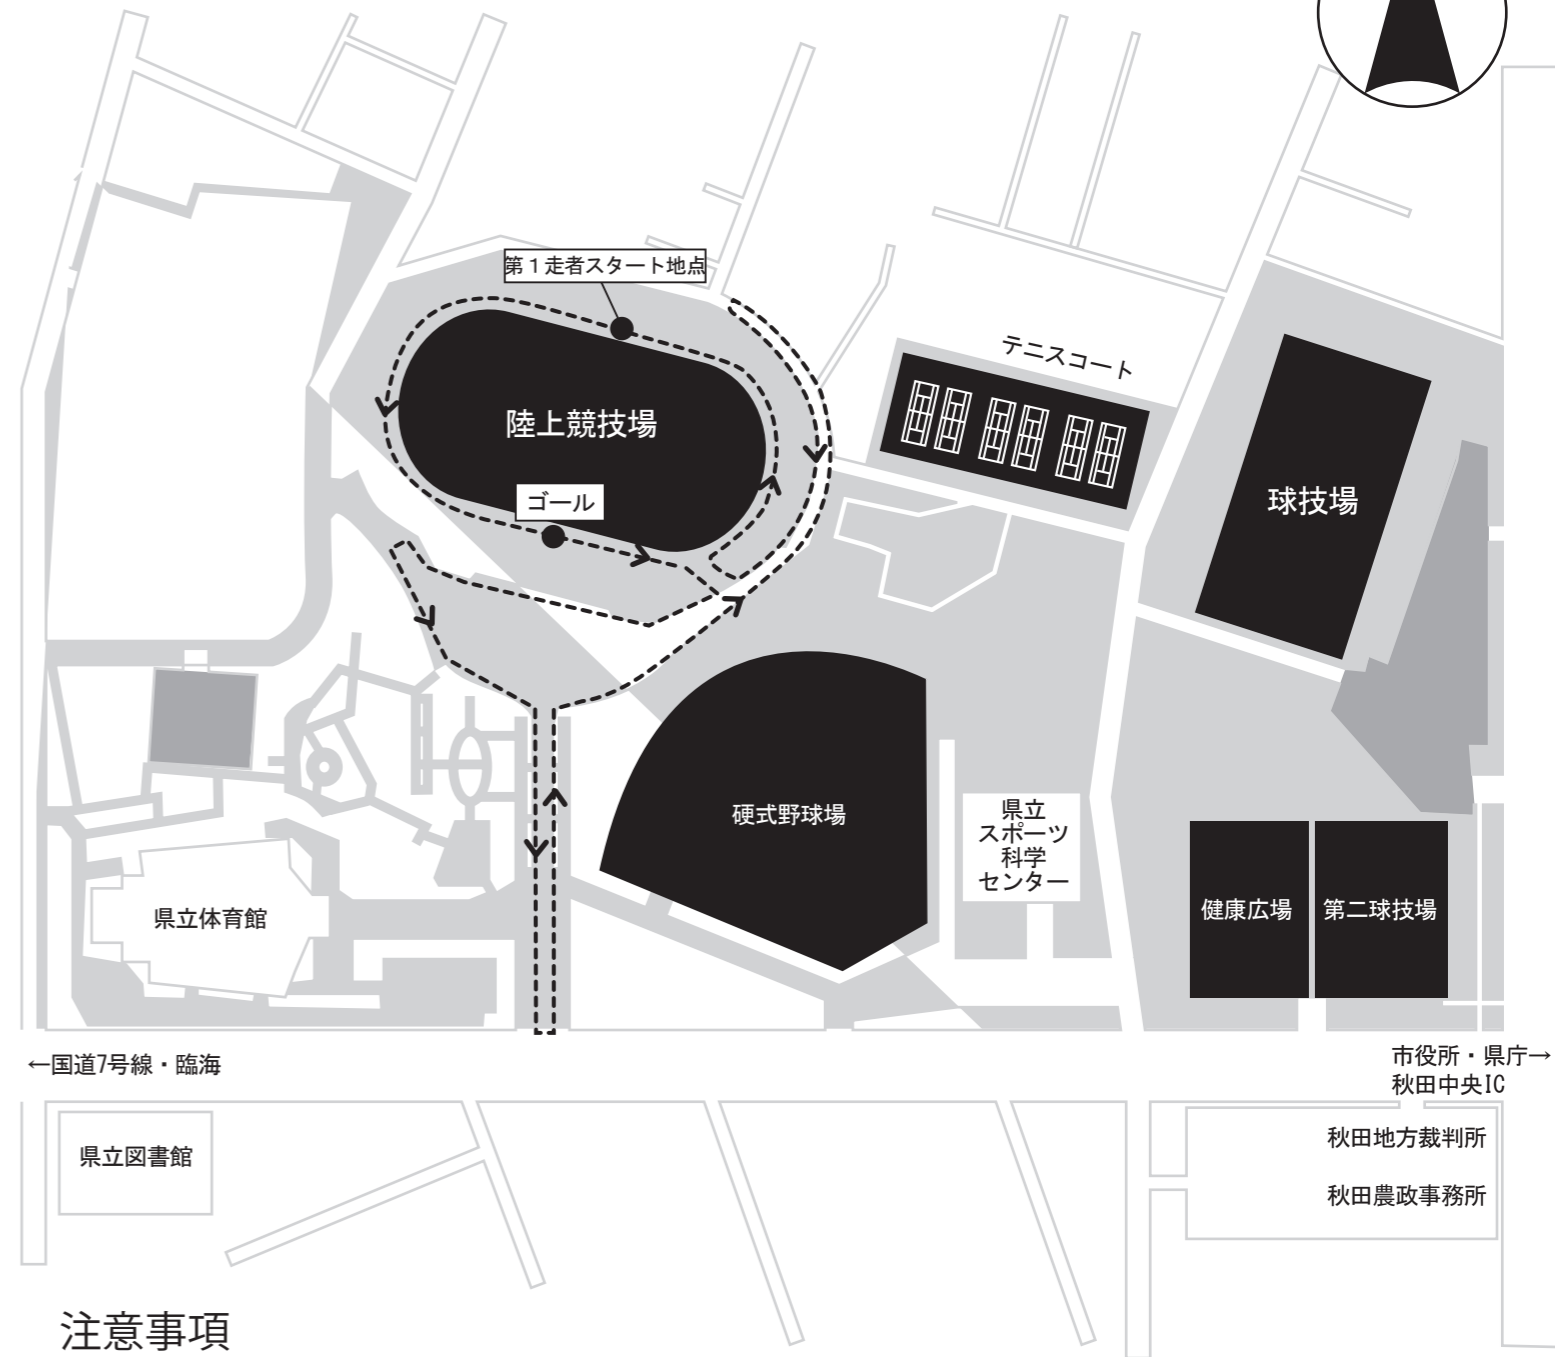 第1走者スタート地点
テニスコート
陸上競技場
ゴール
球技場
硬式野球場
県立
スポーツ
科学
センター
県立体育館
健康広場
第二球技場
←国道7号線・臨海
市役所・県庁→
秋田中央IC
県立図書館
秋田地方裁判所
秋田農政事務所
注意事項